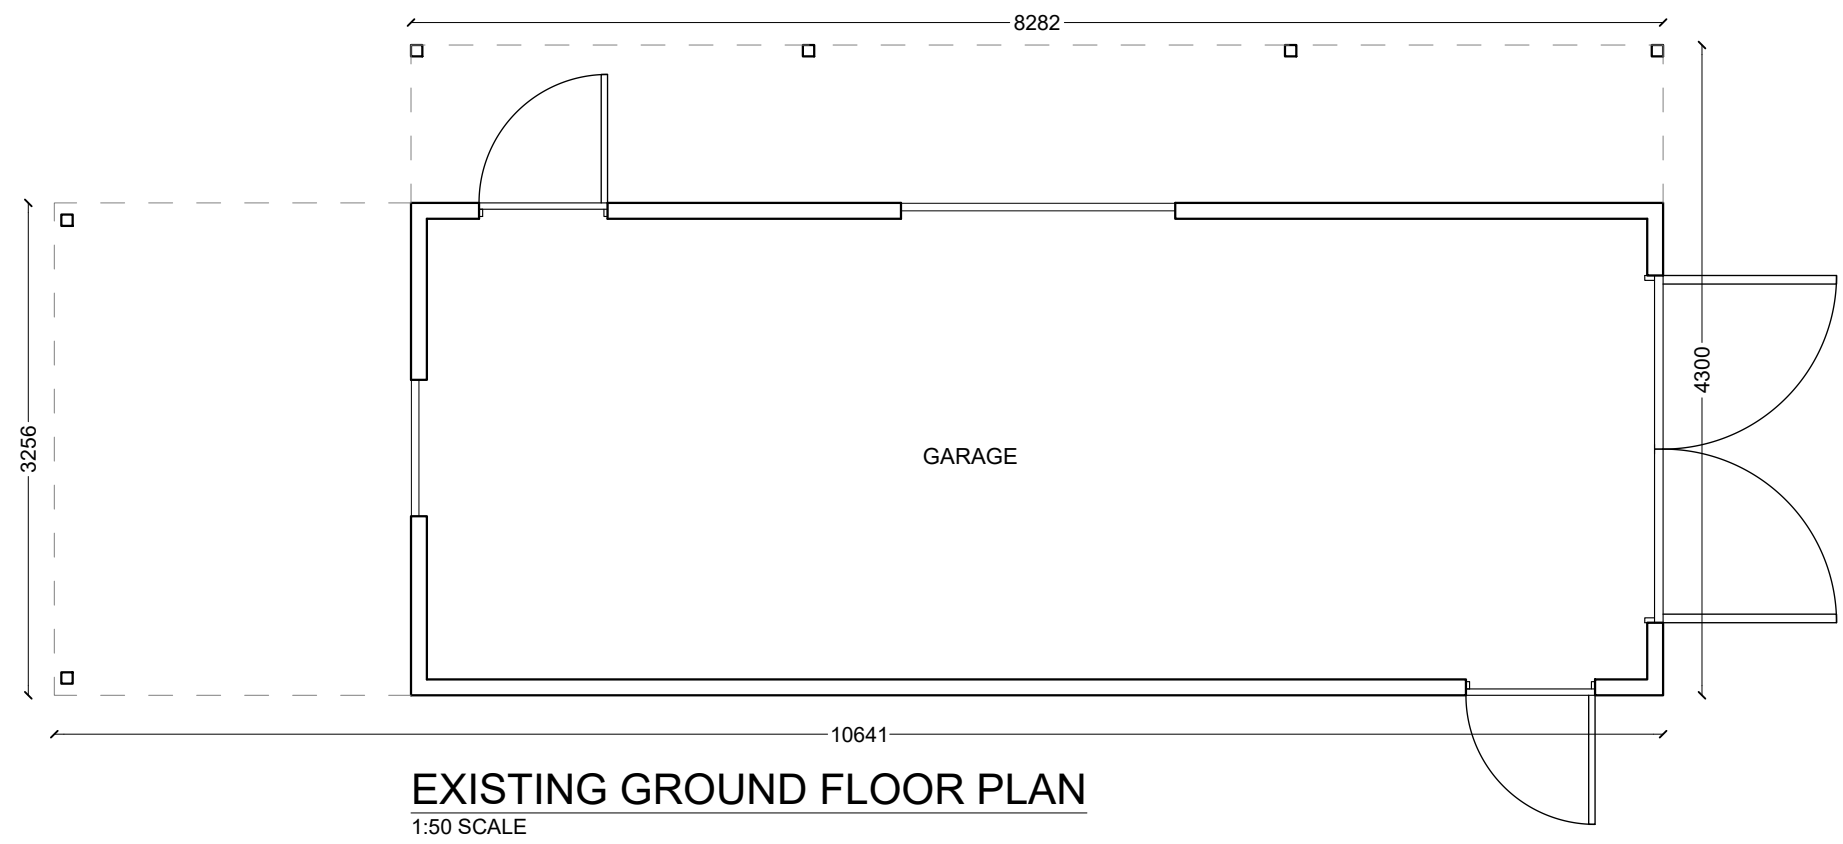 8282
4300
3256
GARAGE
10641
EXISTING GROUND FLOOR PLAN
1:50 SCALE